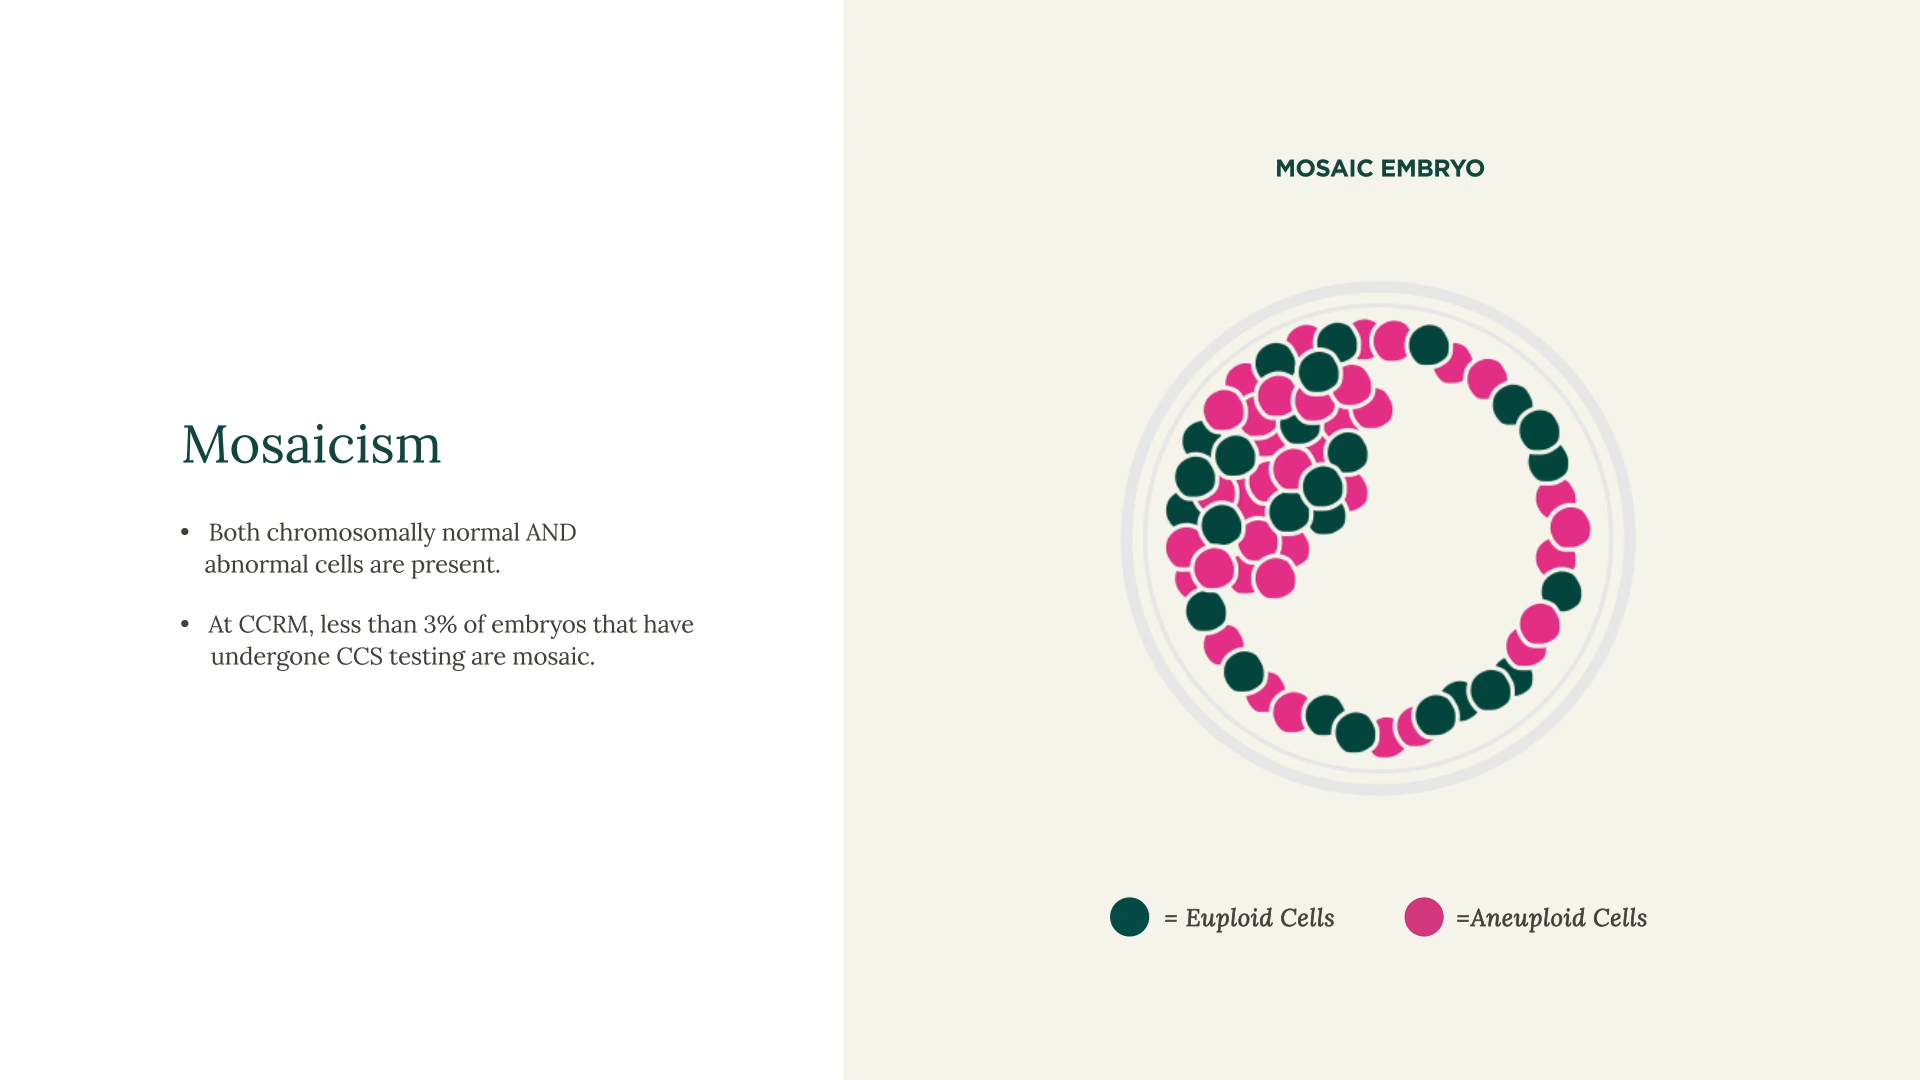 Mosaicism
• Both chromosomally normal AND
abnormal cells are present.
• At CCRM, less than 3% of embryos that have
undergone CCS testing are mosaic.
MOSAIC EMBRYO
= Euploid Cells
=Aneuploid Cells